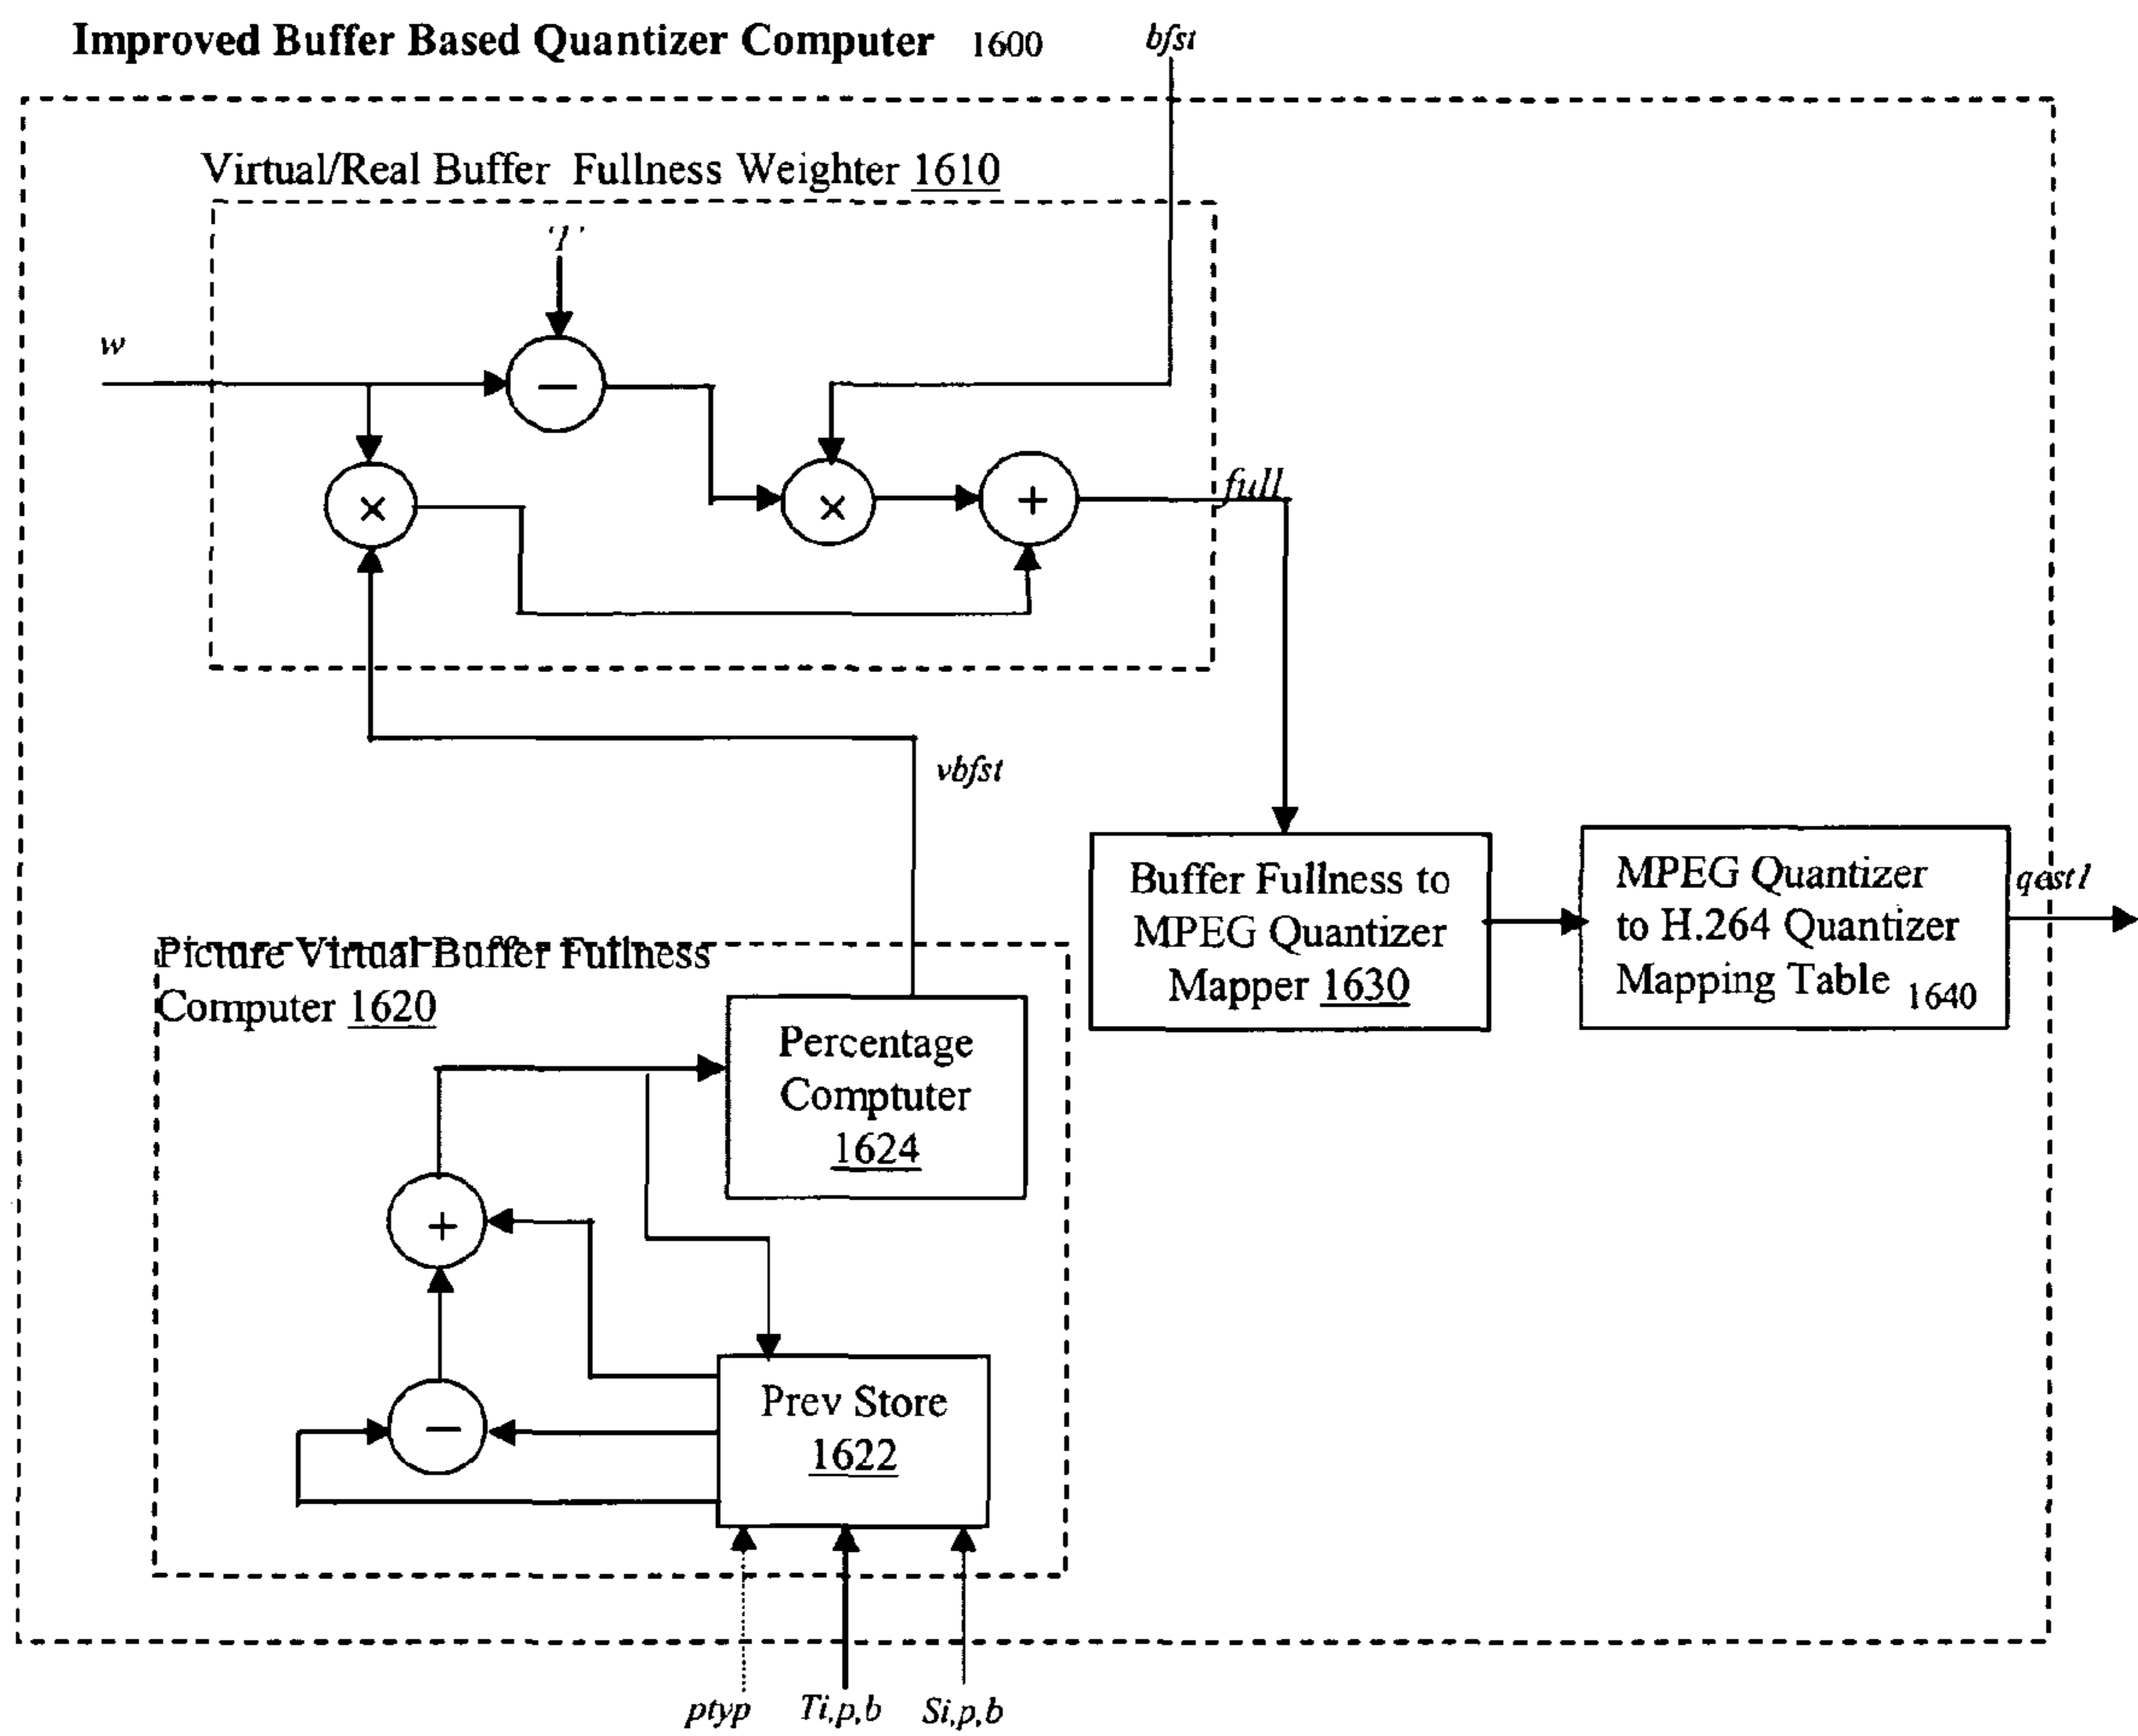 Improved Buffer Based Quantizer Computer 1600
bfst
Virtual/Real Buffer Fullness Weighter 1610
'1'
w
−
×
×
+
full
vbfst
Buffer Fullness to
MPEG Quantizer
Mapper 1630
MPEG Quantizer
to H.264 Quantizer
Mapping Table 1640
qest1
Picture Virtual Buffer Fullness
Computer 1620
Percentage
Comptuter
1624
+
−
Prev Store
1622
ptyp
Ti,p,b
Si,p,b